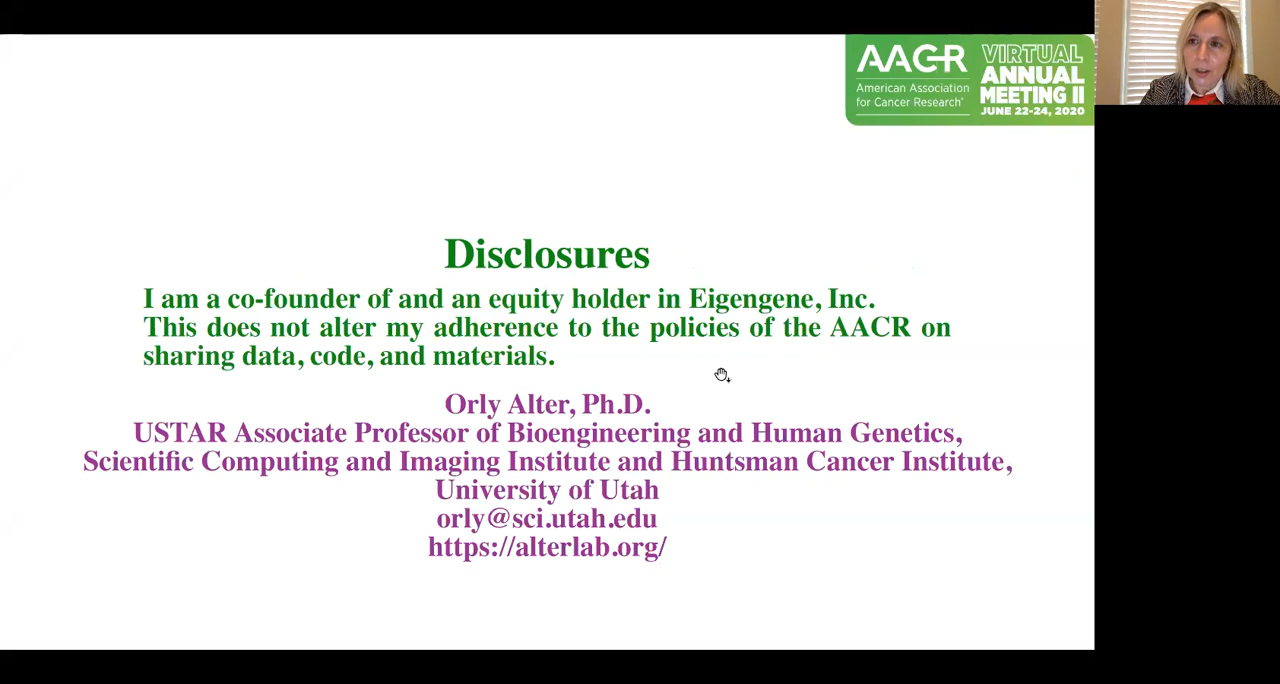 AACR
American Association
for Cancer Research®
VIRTUAL
ANNUAL
MEETING II
JUNE 22-24, 2020
Disclosures
I am a co-founder of and an equity holder in Eigengene, Inc.
This does not alter my adherence to the policies of the AACR on
sharing data, code, and materials.
Orly Alter, Ph.D.
USTAR Associate Professor of Bioengineering and Human Genetics,
Scientific Computing and Imaging Institute and Huntsman Cancer Institute,
University of Utah
orly@sci.utah.edu
https://alterlab.org/